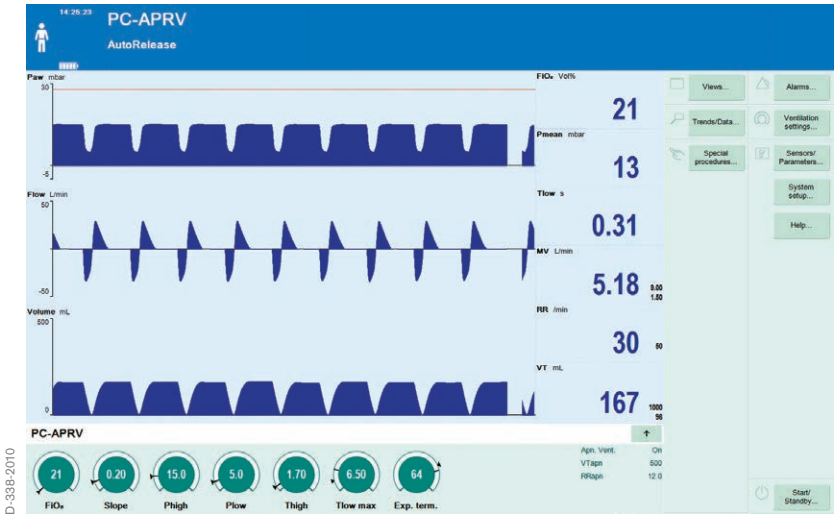 14:26:23
PC-APRV
AutoRelease
Paw mbar
30
-5
Flow L/min
50
-50
Volume mL
500
0
FiO₂ Vol%
21
Pmean mbar
13
Tlow s
0.31
MV L/min
5.18
9.00
1.50
RR /min
30
50
VT mL
167
1000
96
Views...
Alarms...
Trends/Data...
Ventilation
settings...
Special
procedures...
Sensors/
Parameters...
System
setup...
Help...
PC-APRV
21
0.20
15.0
5.0
1.70
6.50
64
FiO₂
Slope
Phigh
Plow
Thigh
Tlow max
Exp. term.
Apn. Vent. On
VTapn 500
RRapn 12.0
Start/
Standby...
D-338-2010